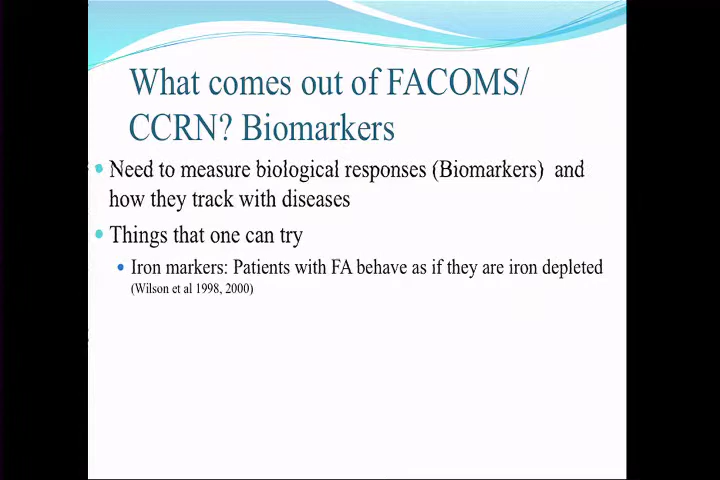 What comes out of FACOMS/
CCRN? Biomarkers
Need to measure biological responses (Biomarkers) and
how they track with diseases
Things that one can try
Iron markers: Patients with FA behave as if they are iron depleted
(Wilson et al 1998, 2000)